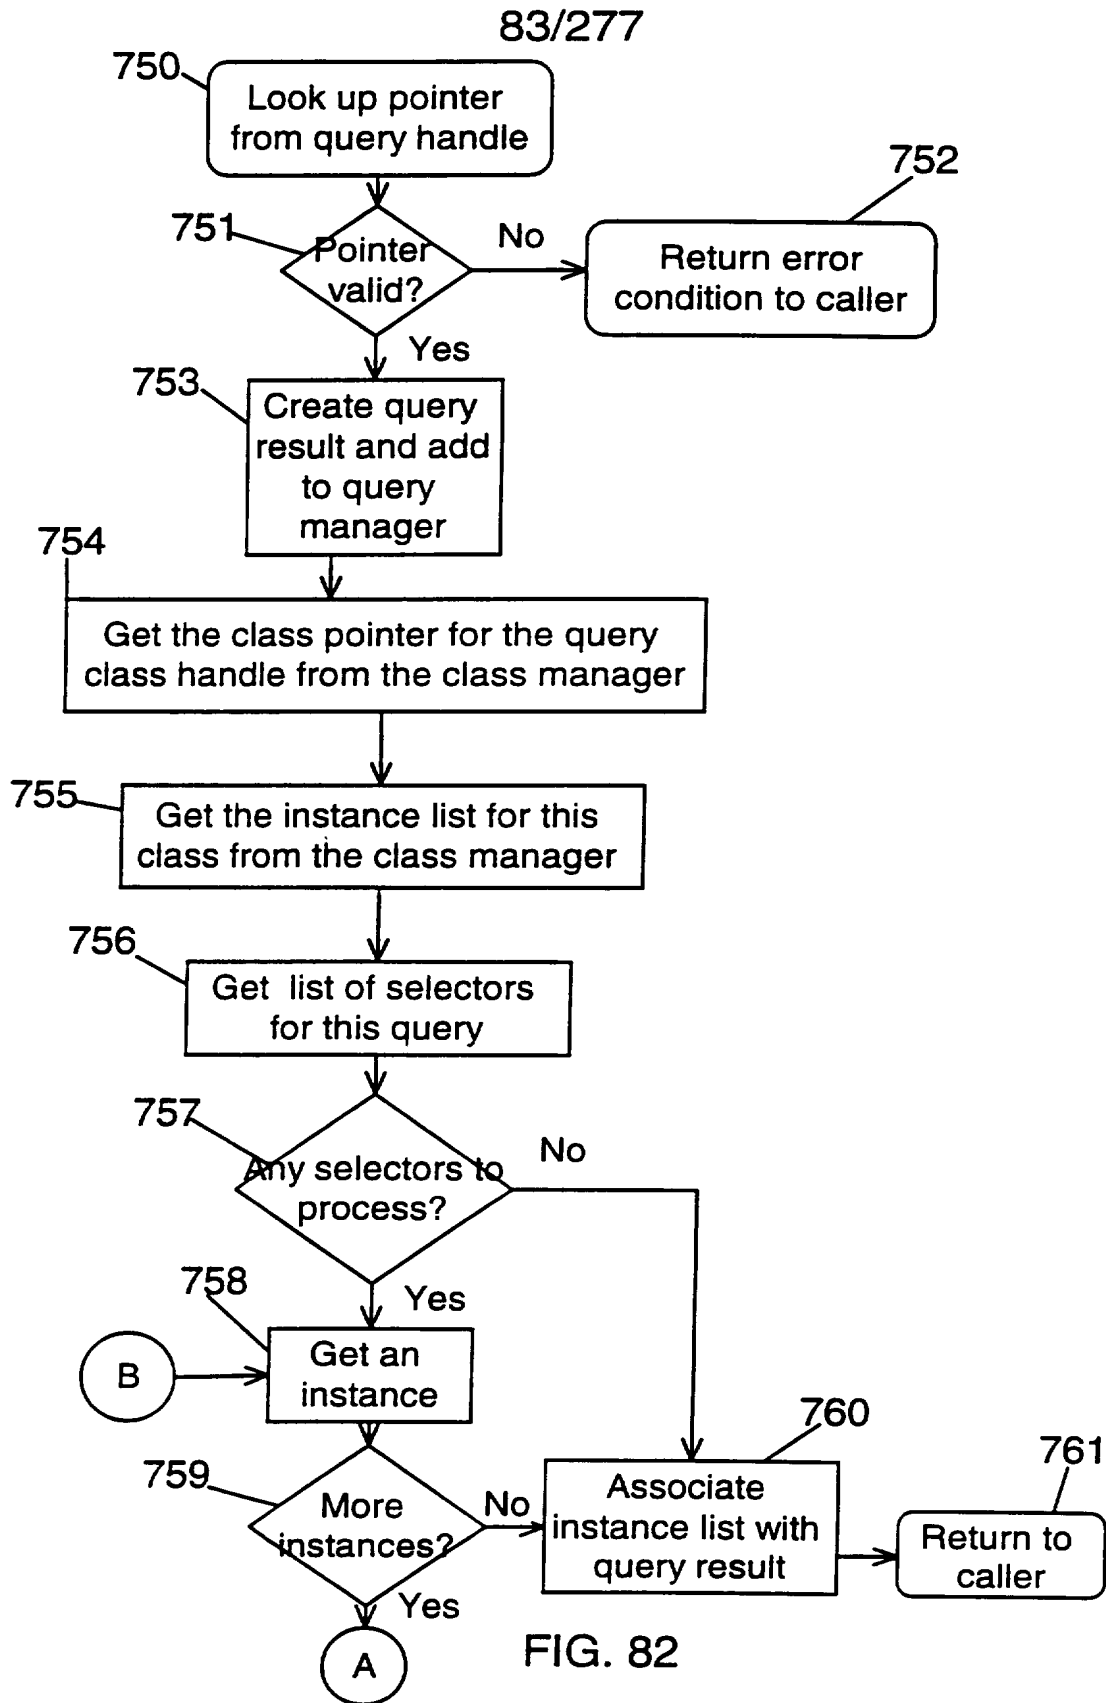 83/277
750
Look up pointer
from query handle
752
751
Pointer
valid?
No
Return error
condition to caller
Yes
753
Create query
result and add
to query
manager
754
Get the class pointer for the query
class handle from the class manager
755
Get the instance list for this
class from the class manager
756
Get list of selectors
for this query
757
Any selectors to
process?
No
758
Yes
B
Get an
instance
760
761
759
More
instances?
No
Associate
instance list with
query result
Return to
caller
Yes
A
FIG. 82